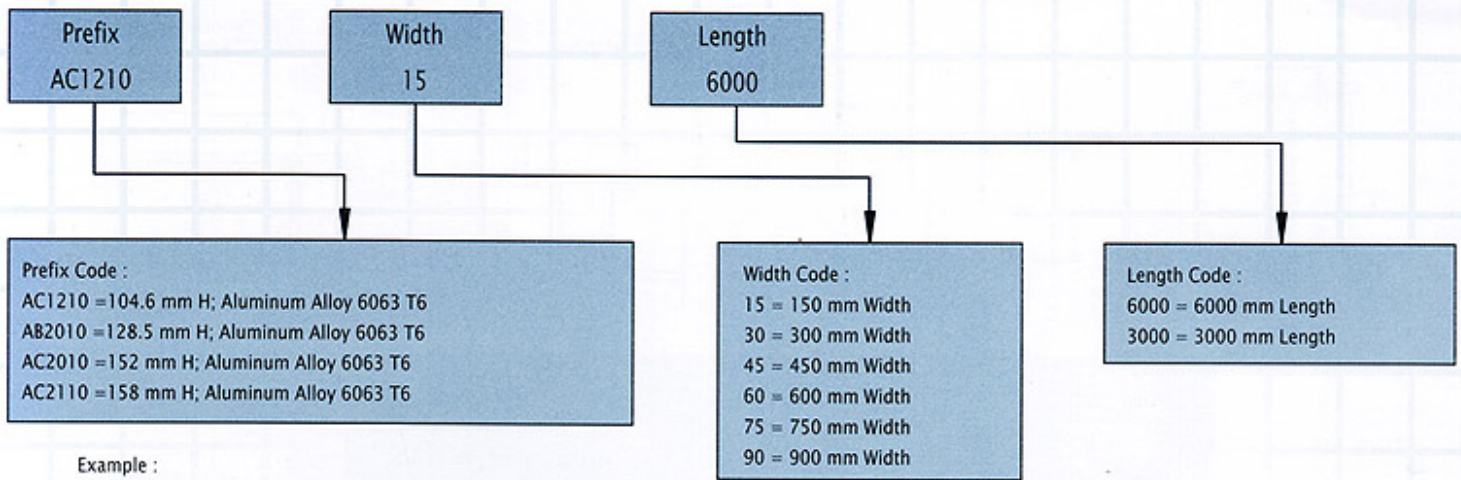 Prefix
AC1210
Width
15
Length
6000
Prefix Code :
AC1210 =104.6 mm H; Aluminum Alloy 6063 T6
AB2010 =128.5 mm H; Aluminum Alloy 6063 T6
AC2010 =152 mm H; Aluminum Alloy 6063 T6
AC2110 =158 mm H; Aluminum Alloy 6063 T6
Width Code :
15 = 150 mm Width
30 = 300 mm Width
45 = 450 mm Width
60 = 600 mm Width
75 = 750 mm Width
90 = 900 mm Width
Length Code :
6000 = 6000 mm Length
3000 = 3000 mm Length
Example :